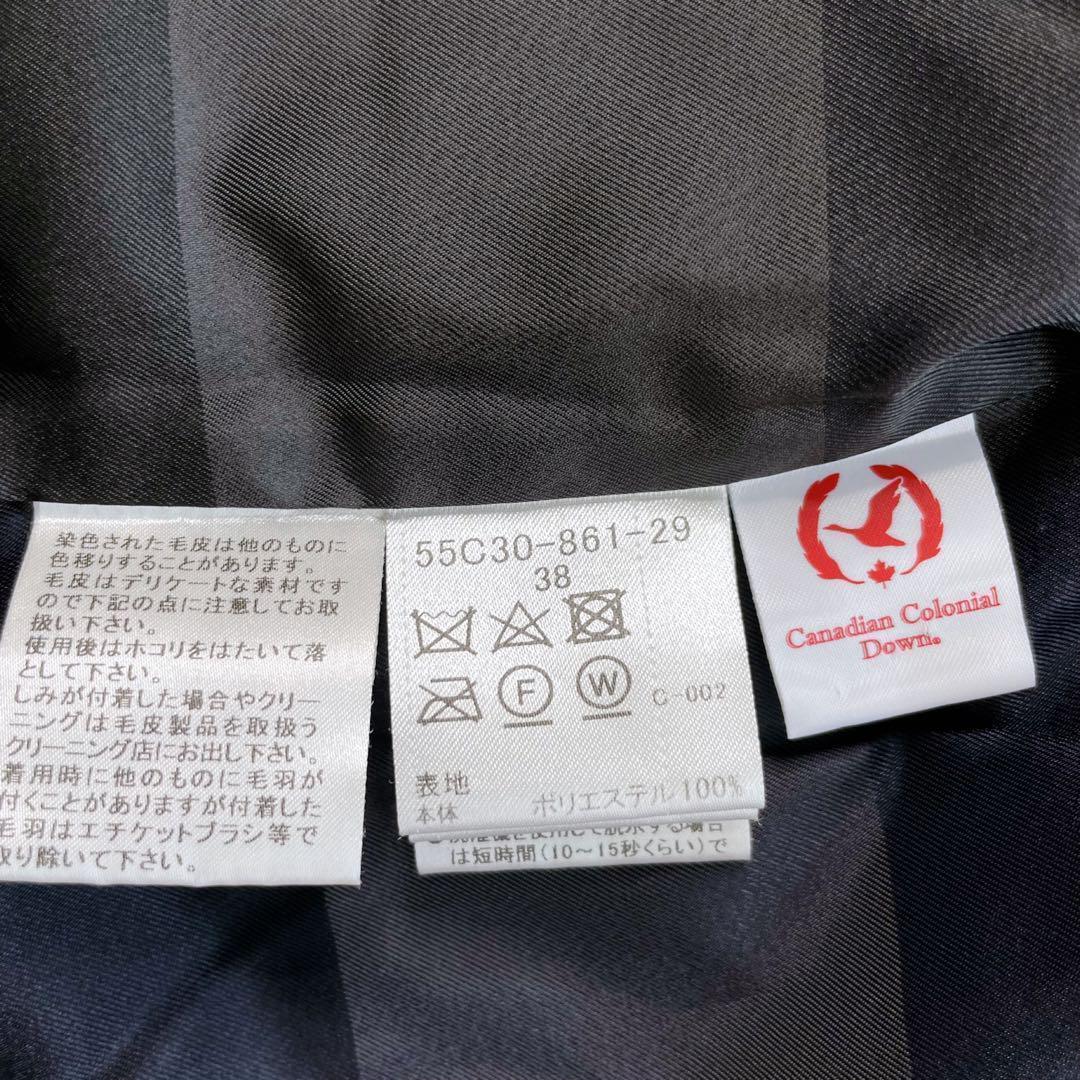 染色された毛皮は他のものに
色移りすることがあります。
毛皮はデリケートな素材です
ので下記の点に注意してお取
扱い下さい。
使用後はホコリをはたいて落
として下さい。
しみが付着した場合やクリー
ニングは毛皮製品を取扱う
クリーニング店にお出し下さい。
着用時に他のものに毛羽が
付くことがありますが付着した
毛羽はエチケットブラシ等で
取り除いて下さい。
55C30-861-29
38
F W C-002
表地
本体 ポリエステル100%
は短時間(10〜15秒くらい)で
Canadian Colonial
Down®